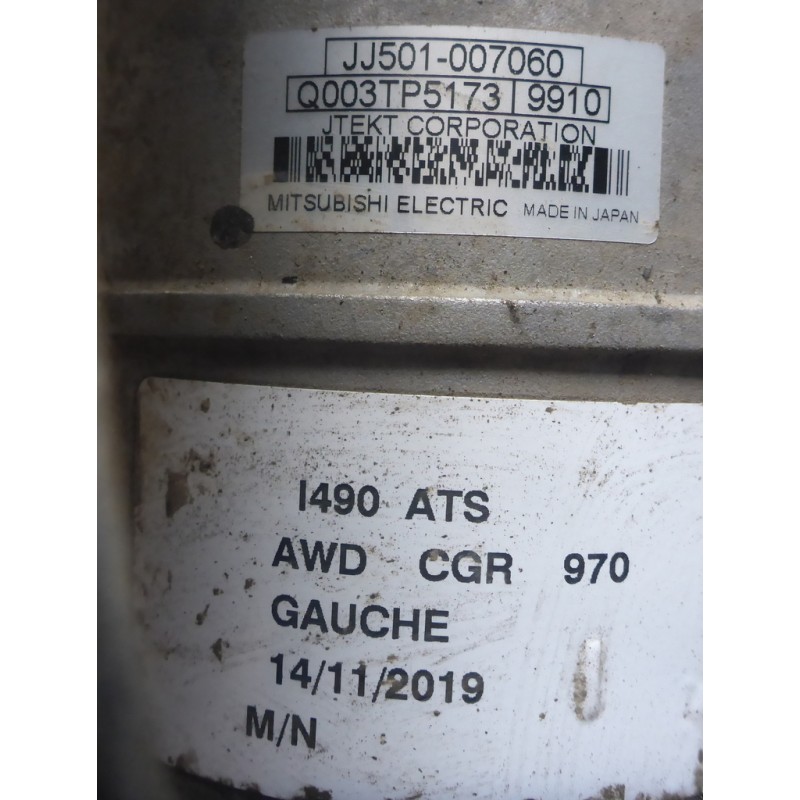 JJ501-007060
Q003TP5173 9910
JTEKT CORPORATION
MITSUBISHI ELECTRIC MADE IN JAPAN
I490 ATS
AWD CGR 970
GAUCHE
14/11/2019
M/N